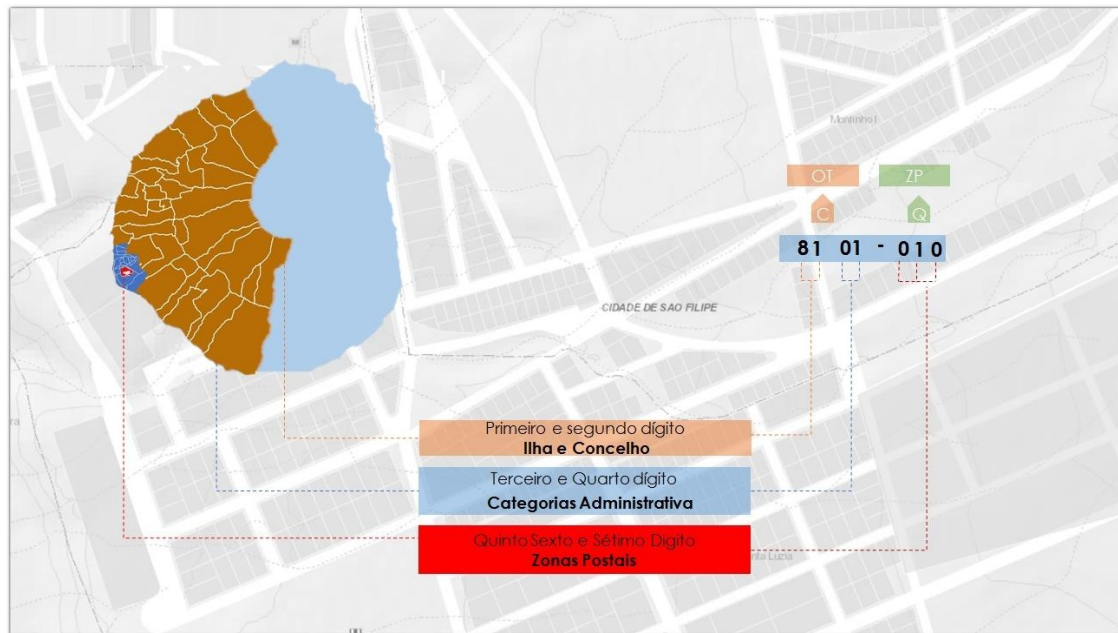 Montinho I
OT ZP
C Q
81 01 - 010
CIDADE DE SAO FILIPE
Primeiro e segundo dígito
Ilha e Concelho
Terceiro e Quarto dígito
Categorias Administrativa
Quinto Sexto e Sétimo Digito
Zonas Postais
Luzia